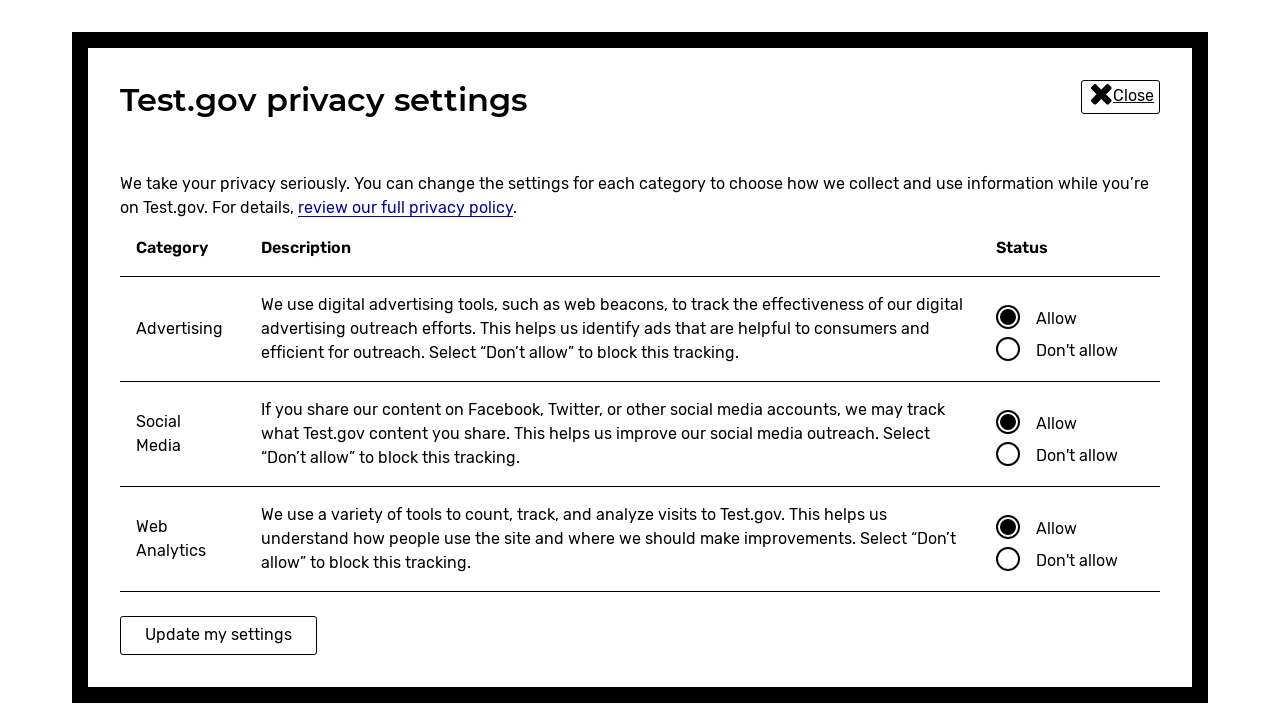 Test.gov privacy settings
Close
We take your privacy seriously. You can change the settings for each category to choose how we collect and use information while you’re
on Test.gov. For details, review our full privacy policy.
Category Description Status
Advertising
We use digital advertising tools, such as web beacons, to track the effectiveness of our digital
advertising outreach efforts. This helps us identify ads that are helpful to consumers and
efficient for outreach. Select “Don’t allow” to block this tracking.
Allow
Don't allow
Social
Media
If you share our content on Facebook, Twitter, or other social media accounts, we may track
what Test.gov content you share. This helps us improve our social media outreach. Select
“Don’t allow” to block this tracking.
Allow
Don't allow
Web
Analytics
We use a variety of tools to count, track, and analyze visits to Test.gov. This helps us
understand how people use the site and where we should make improvements. Select “Don’t
allow” to block this tracking.
Allow
Don't allow
Update my settings